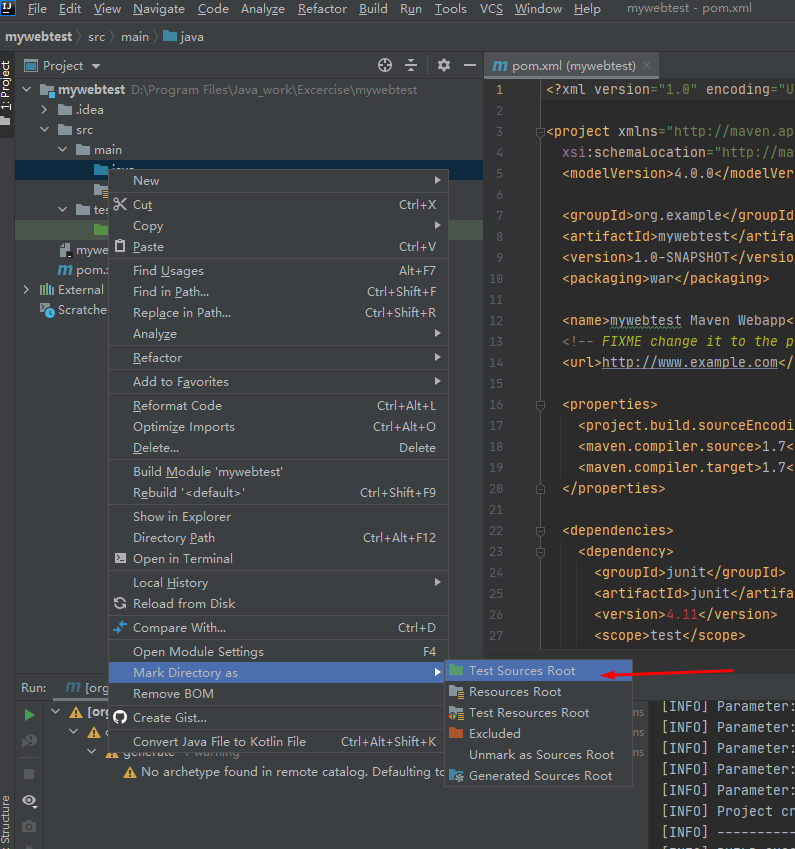 File Edit View Navigate Code Analyze Refactor Build Run Tools VCS Window Help mywebtest - pom.xml
mywebtest src main java
1: Project
Project
pom.xml (mywebtest)
mywebtest D:\Program Files\Java_work\Excercise\mywebtest
.idea
src
main
pom.x
External
Scratche
New
Cut Ctrl+X
Copy
Paste Ctrl+V
Find Usages Alt+F7
Find in Path... Ctrl+Shift+F
Replace in Path... Ctrl+Shift+R
Analyze
Refactor
Add to Favorites
Reformat Code Ctrl+Alt+L
Optimize Imports Ctrl+Alt+O
Delete... Delete
Build Module 'mywebtest'
Rebuild '<default>' Ctrl+Shift+F9
Show in Explorer
Directory Path Ctrl+Alt+F12
Open in Terminal
Local History
Reload from Disk
Compare With... Ctrl+D
Open Module Settings F4
Mark Directory as
Remove BOM
Create Gist...
Convert Java File to Kotlin File Ctrl+Alt+Shift+K
Test Sources Root
Resources Root
Test Resources Root
Excluded
Unmark as Sources Root
Generated Sources Root
1 <?xml version="1.0" encoding="U
2
3 <project xmlns="http://maven.ap
4 xsi:schemaLocation="http://ma
5 <modelVersion>4.0.0</modelVer
6
7 <groupId>org.example</groupId
8 <artifactId>mywebtest</artifa
9 <version>1.0-SNAPSHOT</versio
10 <packaging>war</packaging>
11
12 <name>mywebtest Maven Webapp<
13 <!-- FIXME change it to the p
14 <url>http://www.example.com</
15
16 <properties>
17 <project.build.sourceEncodi
18 <maven.compiler.source>1.7<
19 <maven.compiler.target>1.7<
20 </properties>
21
22 <dependencies>
23 <dependency>
24 <groupId>junit</groupId>
25 <artifactId>junit</artifa
26 <version>4.11</version>
27 <scope>test</scope>
Run: [org
[org
generate 1 warning
No archetype found in remote catalog. Defaulting to
ms
ms
[INFO] Parameter:
[INFO] Parameter:
[INFO] Parameter:
[INFO] Parameter:
[INFO] Parameter:
[INFO] Project cr
[INFO] ----------
Structure